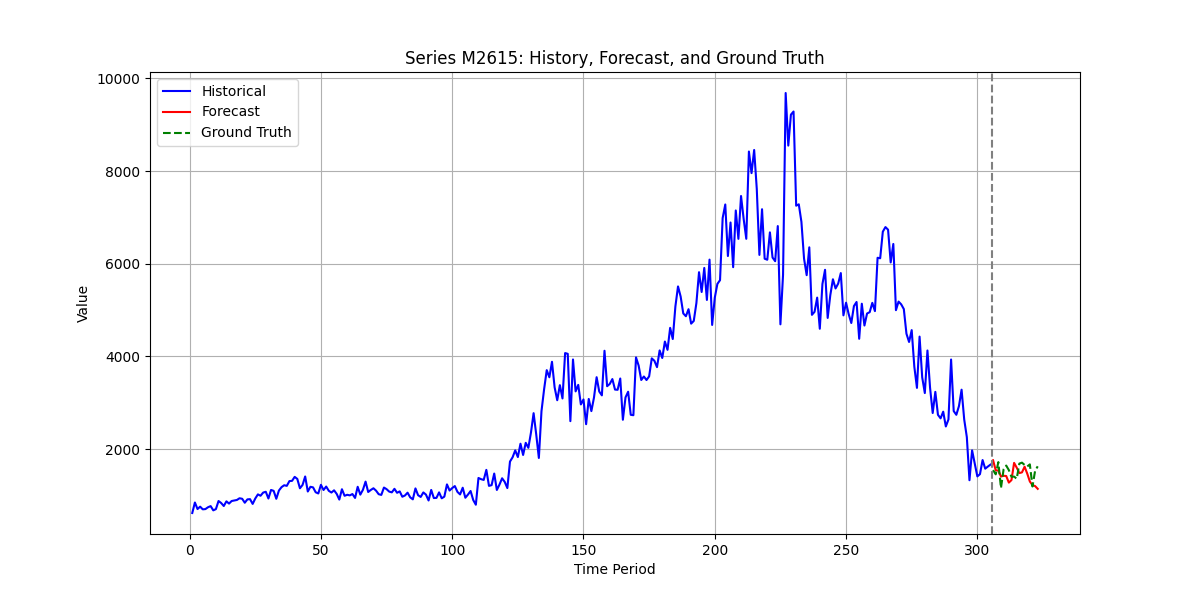 Series M2615: History, Forecast, and Ground Truth
Historical
Forecast
Ground Truth
10000
8000
6000
4000
2000
Value
0
50
100
150
200
250
300
Time Period